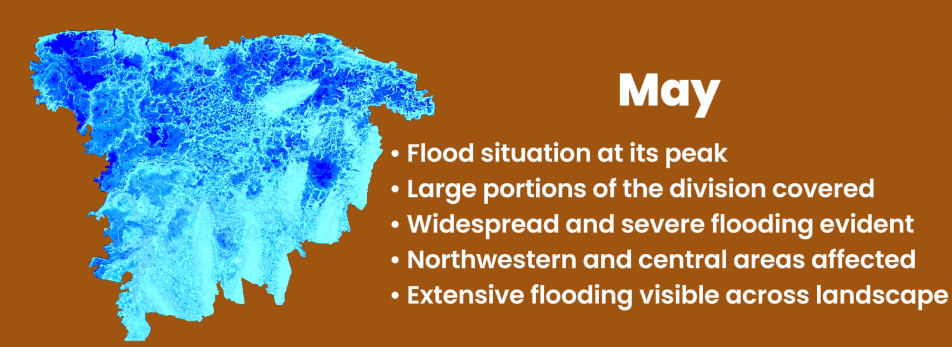 May
• Flood situation at its peak
• Large portions of the division covered
• Widespread and severe flooding evident
• Northwestern and central areas affected
• Extensive flooding visible across landscape